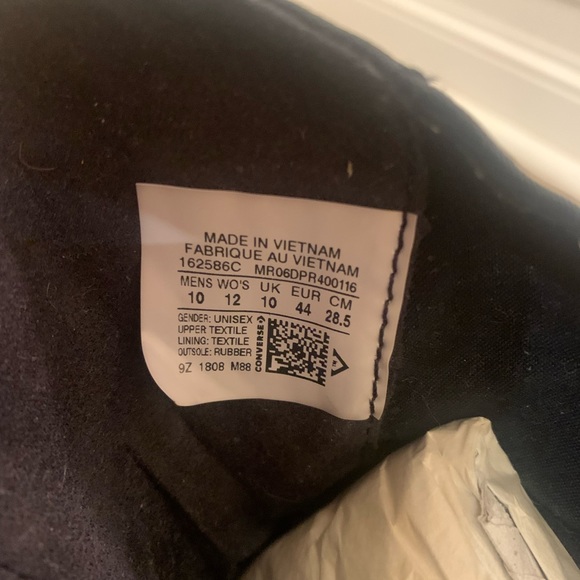 MADE IN VIETNAM
FABRIQUE AU VIETNAM
162586C MR06DPR400116
MENS WO'S UK EUR CM
10 12 10 44 28.5
GENDER: UNISEX
UPPER TEXTILE
LINING: TEXTILE
OUTSOLE: RUBBER
9Z 1808 M88
CONVERSE